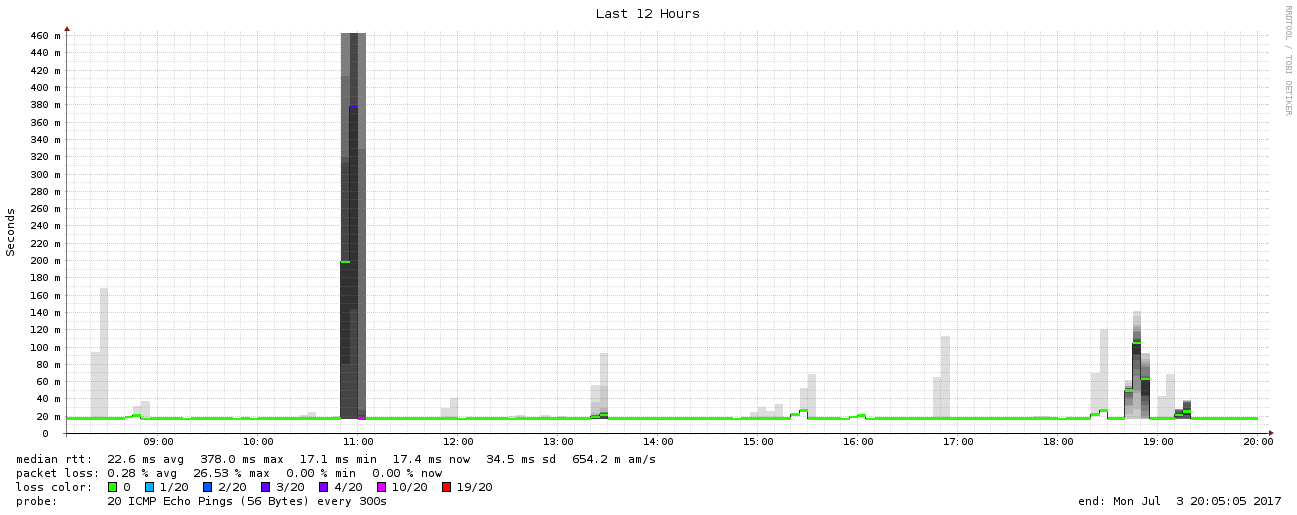 Last 12 Hours
RRDTOOL / TOBI OETIKER
Seconds
460 m
440 m
420 m
400 m
380 m
360 m
340 m
320 m
300 m
280 m
260 m
240 m
220 m
200 m
180 m
160 m
140 m
120 m
100 m
80 m
60 m
40 m
20 m
0
09:00 10:00 11:00 12:00 13:00 14:00 15:00 16:00 17:00 18:00 19:00 20:00
median rtt: 22.6 ms avg 378.0 ms max 17.1 ms min 17.4 ms now 34.5 ms sd 654.2 m am/s
packet loss: 0.28 % avg 26.53 % max 0.00 % min 0.00 % now
loss color: 0 1/20 2/20 3/20 4/20 10/20 19/20
probe: 20 ICMP Echo Pings (56 Bytes) every 300s end: Mon Jul 3 20:05:05 2017